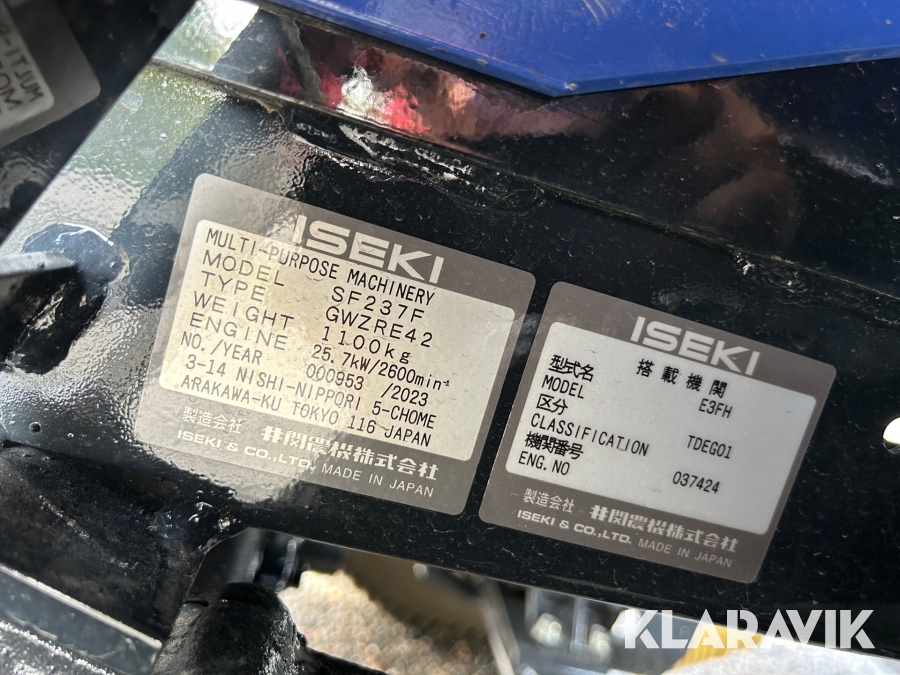 MULTI-P
MO
ISEKI
MULTI-PURPOSE MACHINERY
MODEL SF237F
TYPE GWZRE42
WEIGHT 1100kg
ENGINE 25.7kW/2600min⁻¹
NO./YEAR 000953 /2023
3-14 NISHI-NIPPORI 5-CHOME
ARAKAWA-KU TOKYO 116 JAPAN
製造会社 井関農機株式会社
ISEKI & CO.,LTD. MADE IN JAPAN
ISEKI
型式名 搭載機関
MODEL E3FH
区分
CLASSIFICATION TDEG01
機関番号
ENG.NO 037424
製造会社 井関農機株式会社
ISEKI & CO.,LTD. MADE IN JAPAN
KLARAVIK